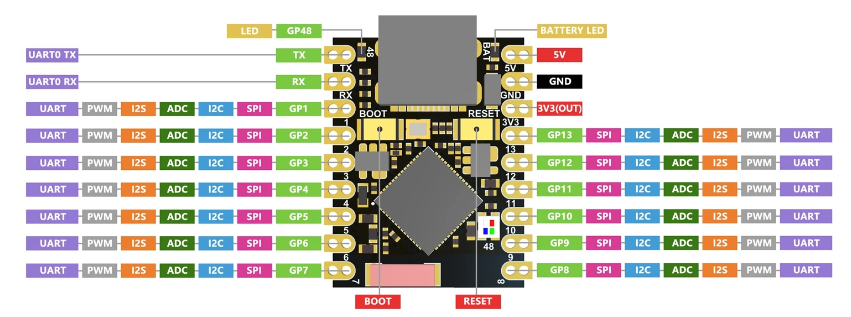 LED GP48 BATTERY LED
48 BAT
UART0 TX TX 5V
TX 5V
UART0 RX RX GND
RX GND
UART PWM I2S ADC I2C SPI GP1 3V3(OUT)
BOOT RESET
1 3V3
UART PWM I2S ADC I2C SPI GP2 GP13 SPI I2C ADC I2S PWM UART
2 13
UART PWM I2S ADC I2C SPI GP3 GP12 SPI I2C ADC I2S PWM UART
3 12
UART PWM I2S ADC I2C SPI GP4 GP11 SPI I2C ADC I2S PWM UART
4 11
UART PWM I2S ADC I2C SPI GP5 GP10 SPI I2C ADC I2S PWM UART
5 10
UART PWM I2S ADC I2C SPI GP6 48 GP9 SPI I2C ADC I2S PWM UART
6 9
UART PWM I2S ADC I2C SPI GP7 GP8 SPI I2C ADC I2S PWM UART
7 8
BOOT RESET